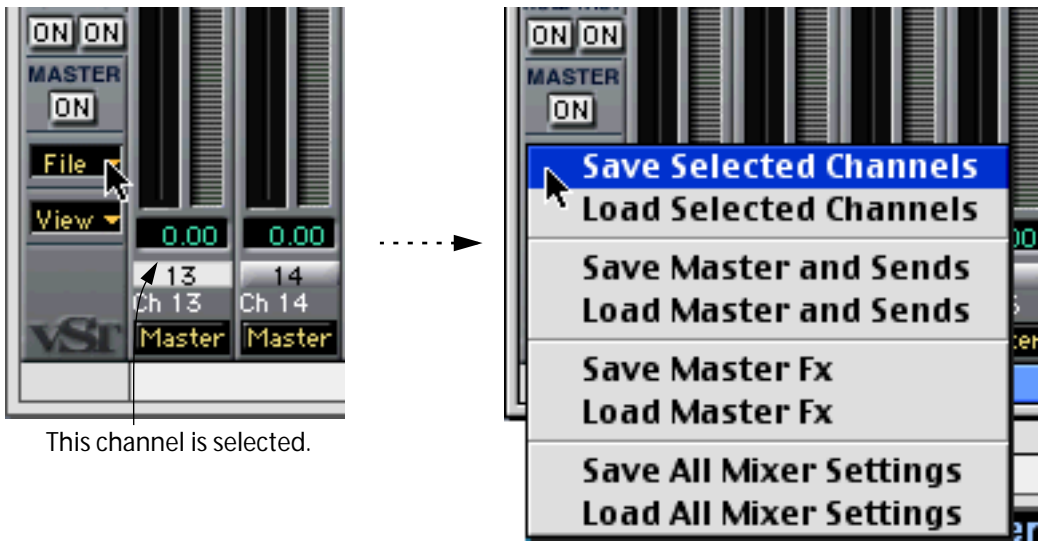 ON ON
MASTER
ON
File
View
0.00 0.00
13 14
Ch 13 Ch 14
VST Master Master
This channel is selected.
ON ON
MASTER
ON
Save Selected Channels
Load Selected Channels
Save Master and Sends
Load Master and Sends
Save Master Fx
Load Master Fx
Save All Mixer Settings
Load All Mixer Settings